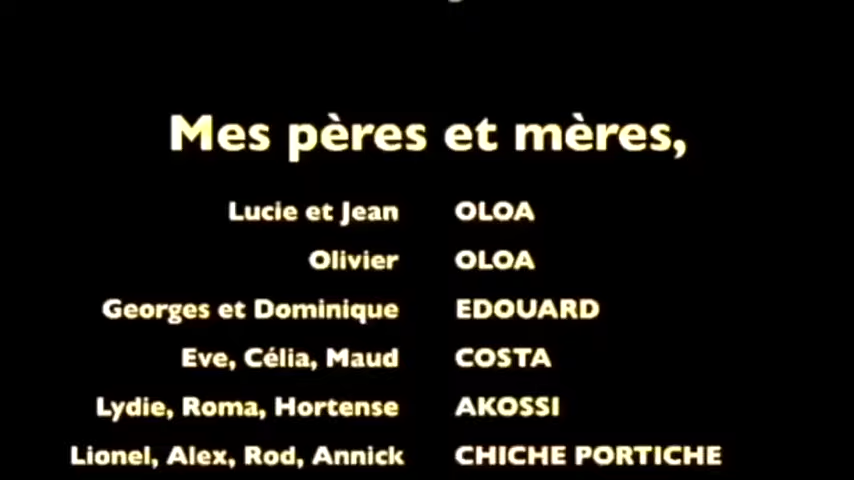 Mes pères et mères,
Lucie et Jean OLOA
Olivier OLOA
Georges et Dominique EDOUARD
Eve, Célia, Maud COSTA
Lydie, Roma, Hortense AKOSSI
Lionel, Alex, Rod, Annick CHICHE PORTICHE